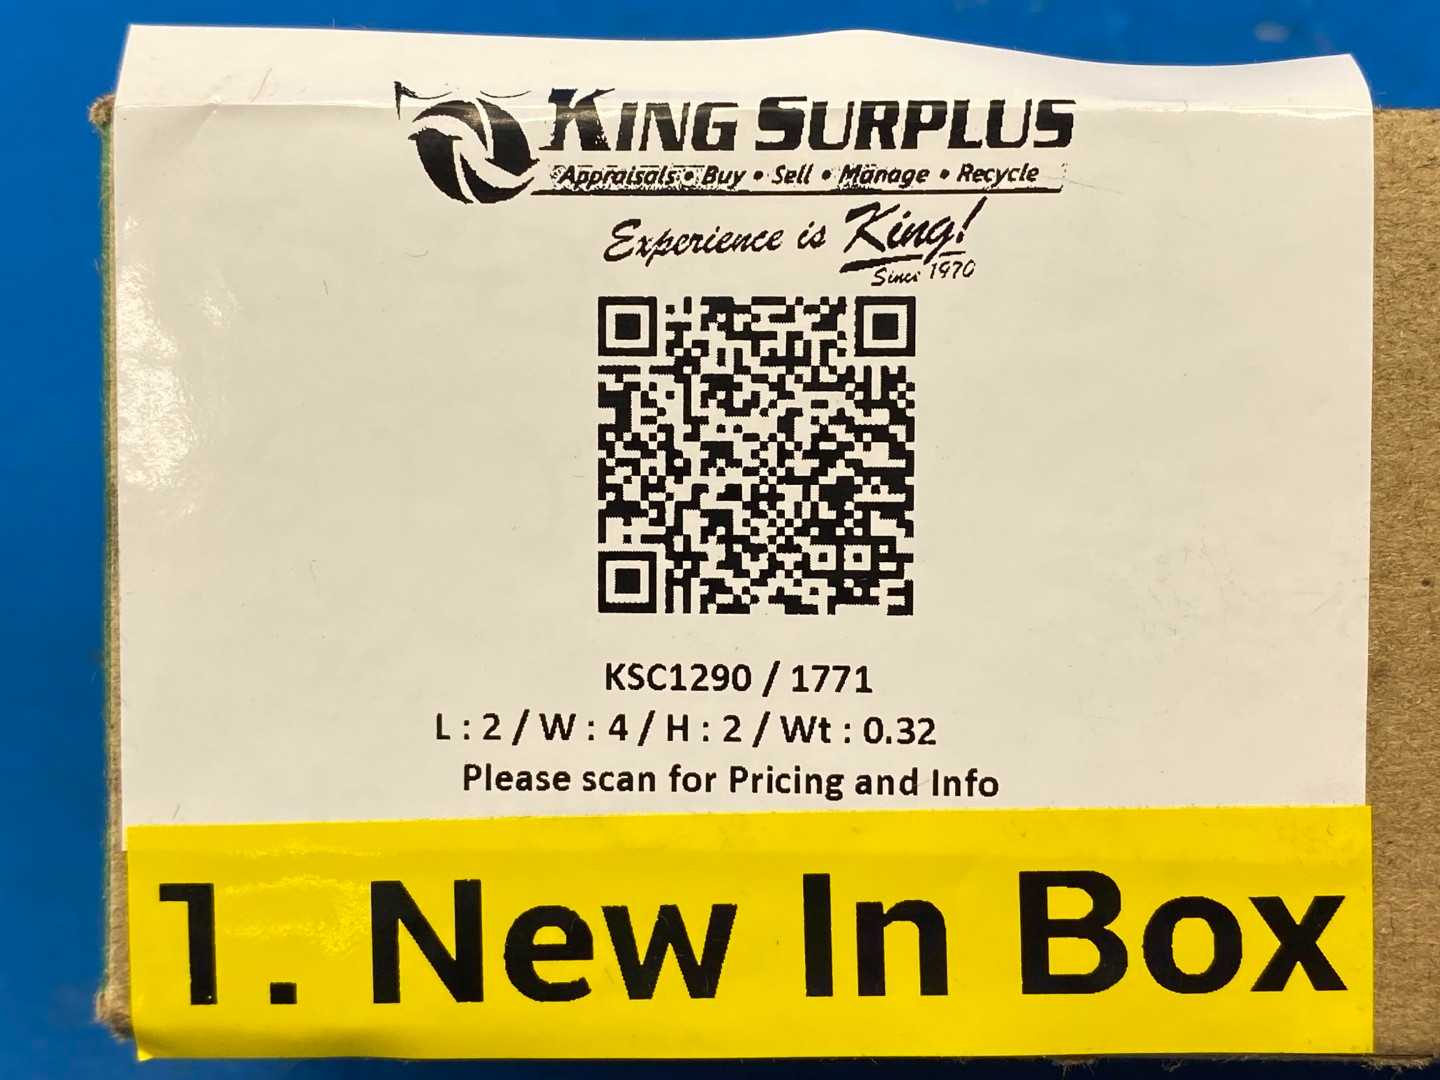 KING SURPLUS
Appraisals • Buy • Sell • Manage • Recycle
Experience is King!
Since 1970
KSC1290 / 1771
L : 2 / W : 4 / H : 2 / Wt : 0.32
Please scan for Pricing and Info
1. New In Box